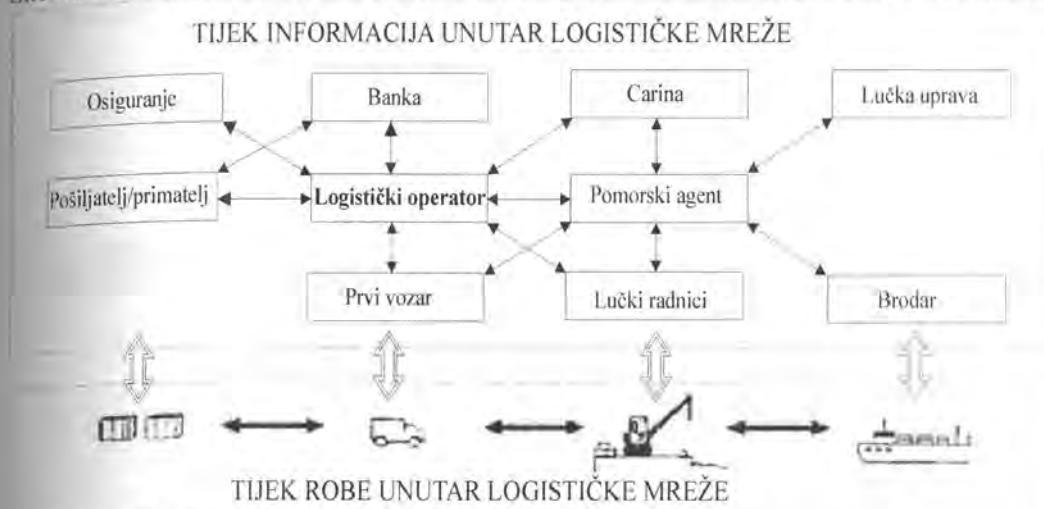 TIJEK INFORMACIJA UNUTAR LOGISTIČKE MREŽE
Osiguranje
Banka
Carina
Lučka uprava
Pošiljatelj/primatelj
Logistički operator
Pomorski agent
Prvi vozar
Lučki radnici
Brodar
TIJEK ROBE UNUTAR LOGISTIČKE MREŽE